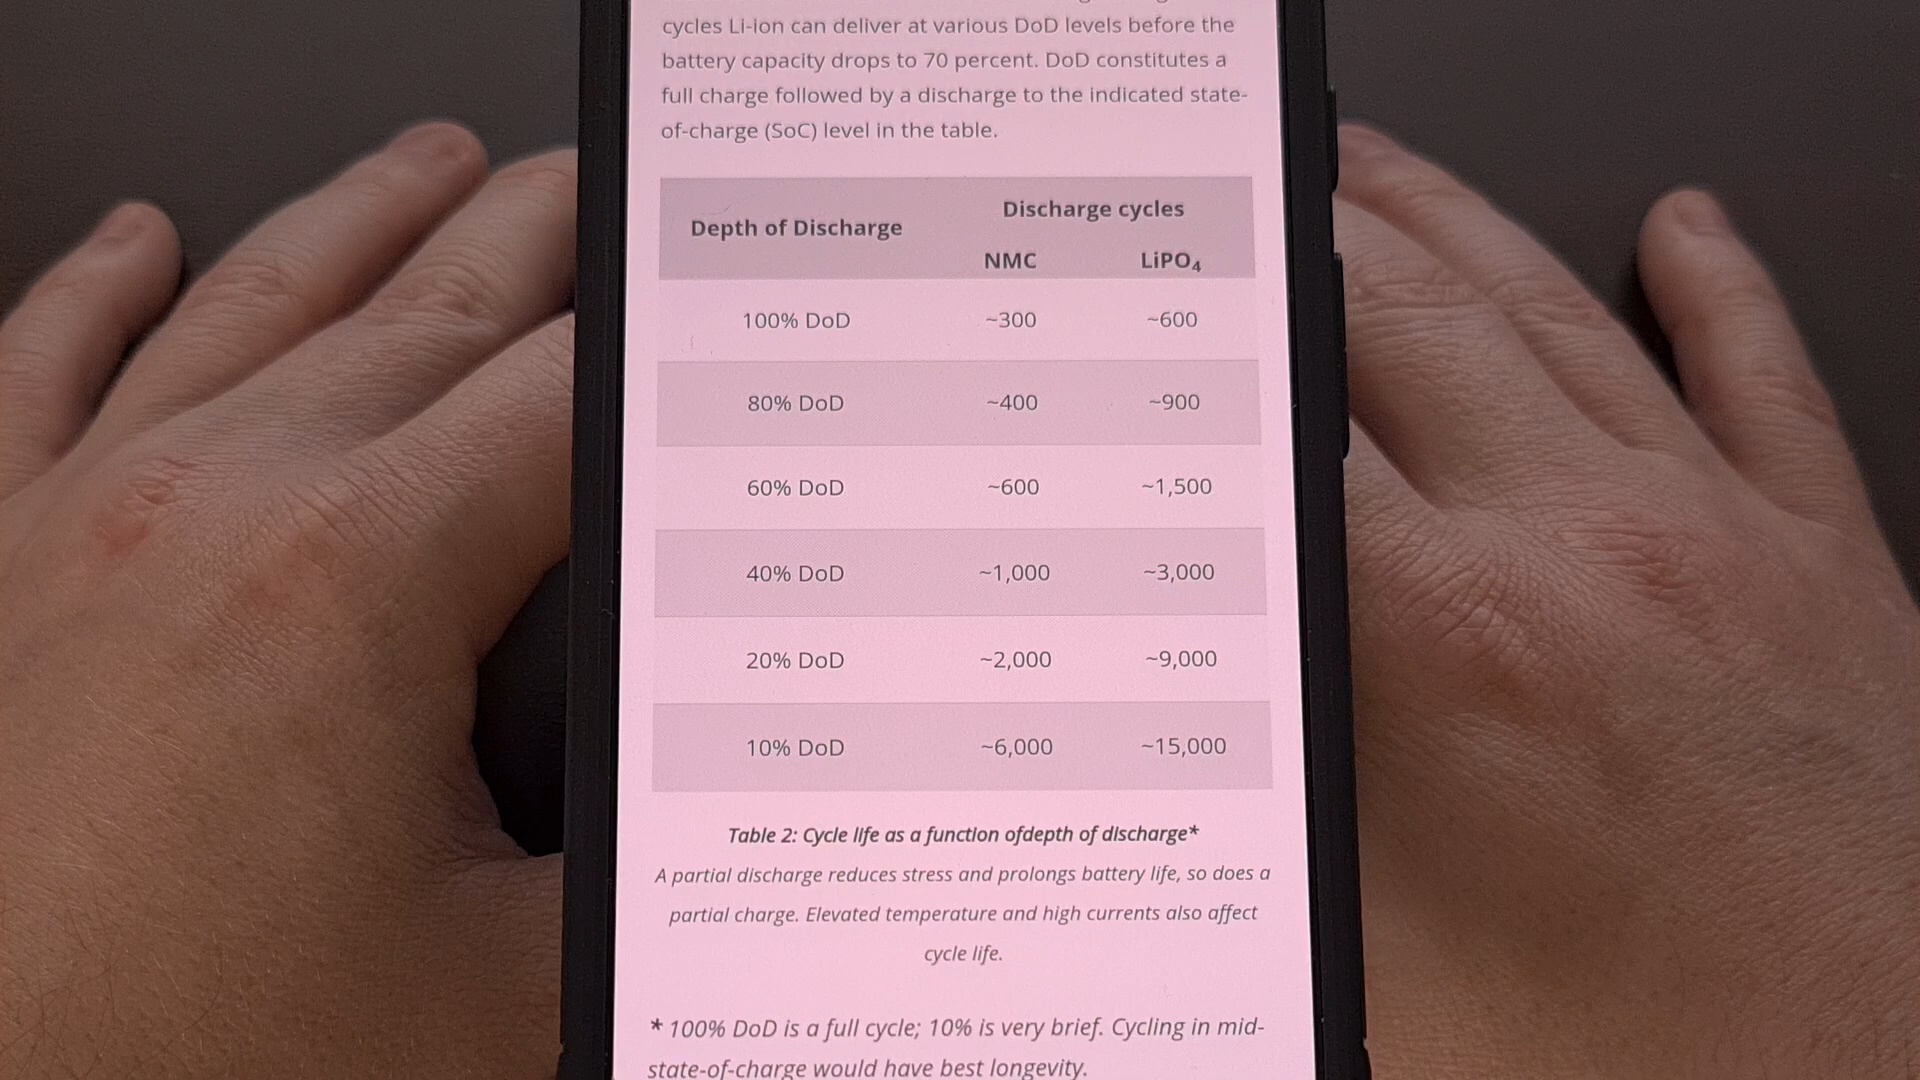 cycles Li-ion can deliver at various DoD levels before the
battery capacity drops to 70 percent. DoD constitutes a
full charge followed by a discharge to the indicated state-
of-charge (SoC) level in the table.
Depth of Discharge
Discharge cycles
NMC LiPO₄
100% DoD ~300 ~600
80% DoD ~400 ~900
60% DoD ~600 ~1,500
40% DoD ~1,000 ~3,000
20% DoD ~2,000 ~9,000
10% DoD ~6,000 ~15,000
Table 2: Cycle life as a function ofdepth of discharge*
A partial discharge reduces stress and prolongs battery life, so does a
partial charge. Elevated temperature and high currents also affect
cycle life.
* 100% DoD is a full cycle; 10% is very brief. Cycling in mid-
state-of-charge would have best longevity.